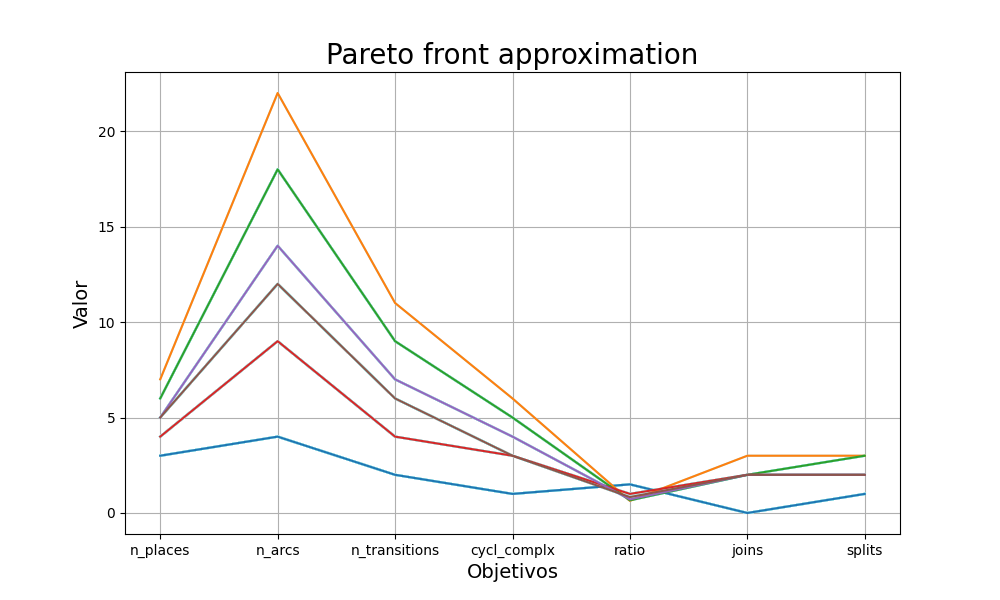 Pareto front approximation
Valor
20
15
10
5
0
n_places n_arcs n_transitions cycl_complx ratio joins splits
Objetivos